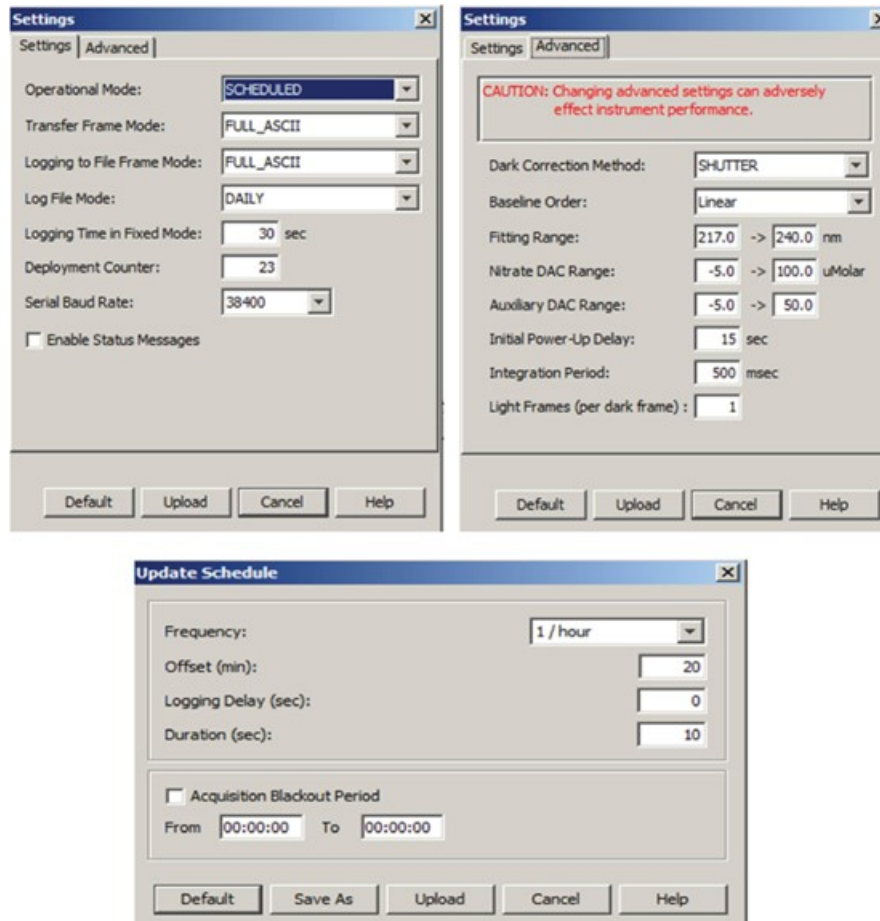 Settings
Settings Advanced
Operational Mode: SCHEDULED
Transfer Frame Mode: FULL_ASCII
Logging to File Frame Mode: FULL_ASCII
Log File Mode: DAILY
Logging Time in Fixed Mode: 30 sec
Deployment Counter: 23
Serial Baud Rate: 38400
Enable Status Messages
Default Upload Cancel Help
Settings
Settings Advanced
CAUTION: Changing advanced settings can adversely
effect instrument performance.
Dark Correction Method: SHUTTER
Baseline Order: Linear
Fitting Range: 217.0 -> 240.0 nm
Nitrate DAC Range: -5.0 -> 100.0 uMolar
Auxiliary DAC Range: -5.0 -> 50.0
Initial Power-Up Delay: 15 sec
Integration Period: 500 msec
Light Frames (per dark frame) : 1
Default Upload Cancel Help
Update Schedule
Frequency: 1 / hour
Offset (min): 20
Logging Delay (sec): 0
Duration (sec): 10
Acquisition Blackout Period
From 00:00:00 To 00:00:00
Default Save As Upload Cancel Help